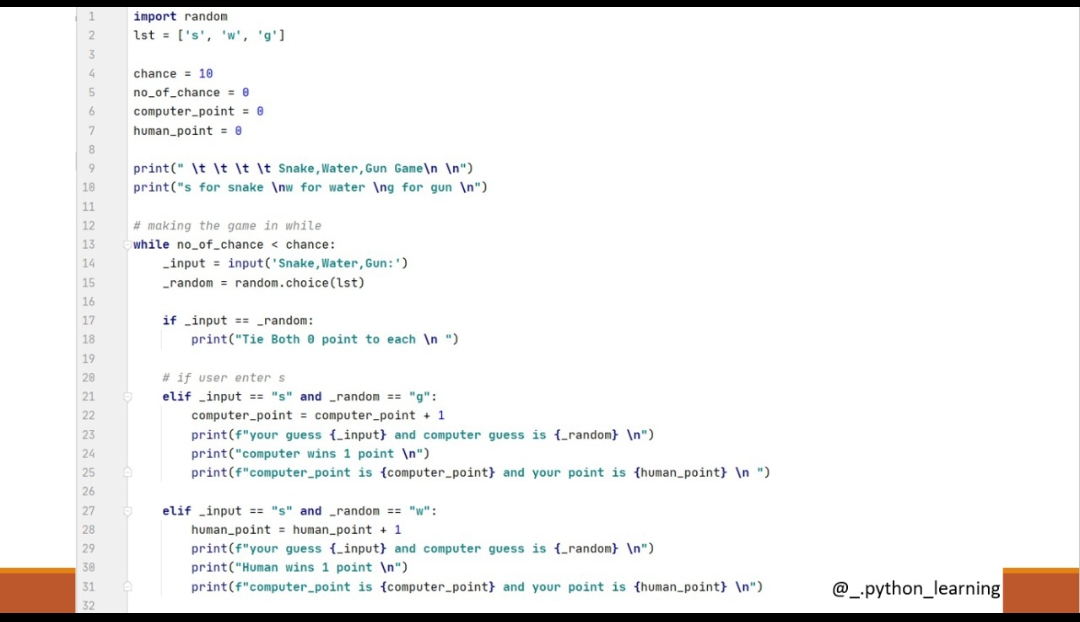 1 import random
2 lst = ['s', 'w', 'g']
3
4 chance = 10
5 no_of_chance = 0
6 computer_point = 0
7 human_point = 0
8
9 print(" \t \t \t \t Snake,Water,Gun Game\n \n")
10 print("s for snake \nw for water \ng for gun \n")
11
12 # making the game in while
13 while no_of_chance < chance:
14     _input = input('Snake,Water,Gun:')
15     _random = random.choice(lst)
16
17     if _input == _random:
18         print("Tie Both 0 point to each \n ")
19
20     # if user enter s
21     elif _input == "s" and _random == "g":
22         computer_point = computer_point + 1
23         print(f"your guess {_input} and computer guess is {_random} \n")
24         print("computer wins 1 point \n")
25         print(f"computer_point is {computer_point} and your point is {human_point} \n ")
26
27     elif _input == "s" and _random == "w":
28         human_point = human_point + 1
29         print(f"your guess {_input} and computer guess is {_random} \n")
30         print("Human wins 1 point \n")
31         print(f"computer_point is {computer_point} and your point is {human_point} \n")
32
@_.python_learning